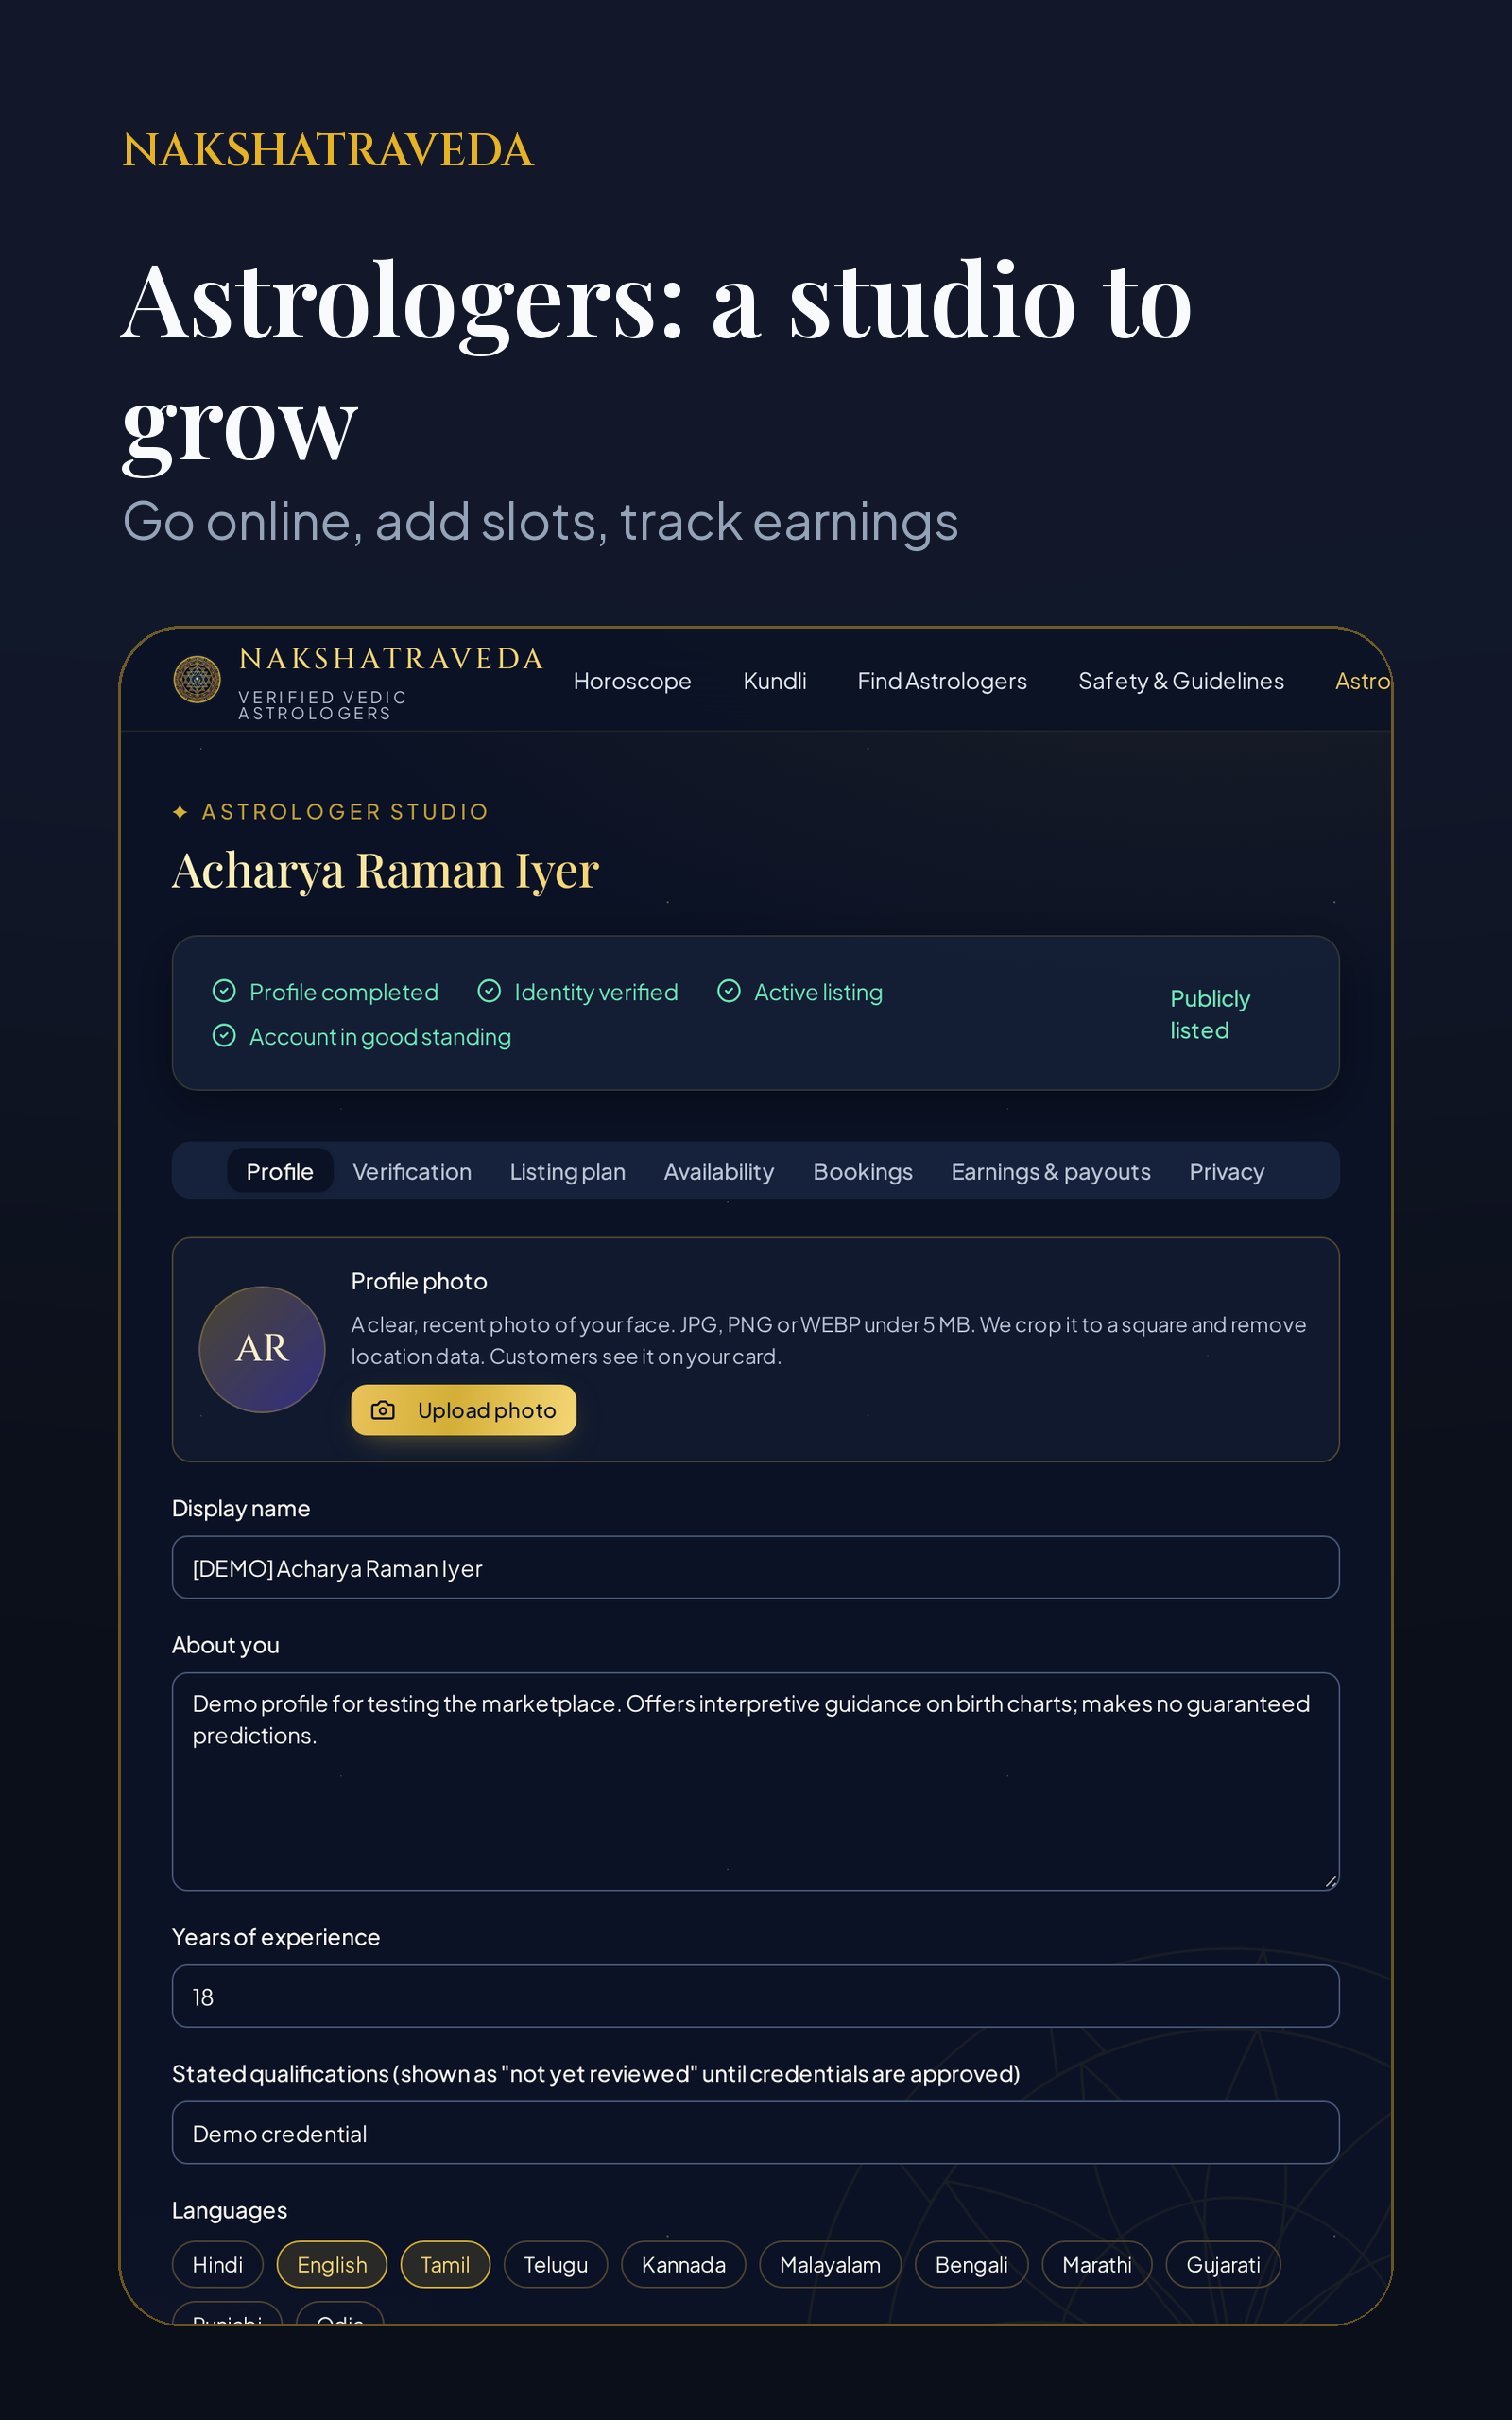 NAKSHATRAVEDA
Astrologers: a studio to
grow
Go online, add slots, track earnings
NAKSHATRAVEDA
VERIFIED VEDIC
ASTROLOGERS
Horoscope Kundli Find Astrologers Safety & Guidelines Astro
ASTROLOGER STUDIO
Acharya Raman Iyer
Profile completed Identity verified Active listing
Account in good standing
Publicly
listed
Profile Verification Listing plan Availability Bookings Earnings & payouts Privacy
AR
Profile photo
A clear, recent photo of your face. JPG, PNG or WEBP under 5 MB. We crop it to a square and remove
location data. Customers see it on your card.
Upload photo
Display name
[DEMO] Acharya Raman Iyer
About you
Demo profile for testing the marketplace. Offers interpretive guidance on birth charts; makes no guaranteed
predictions.
Years of experience
18
Stated qualifications (shown as "not yet reviewed" until credentials are approved)
Demo credential
Languages
Hindi English Tamil Telugu Kannada Malayalam Bengali Marathi Gujarati